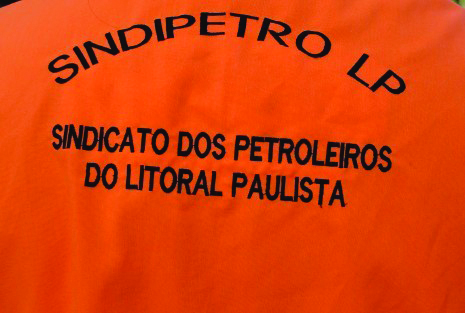 SINDIPETRO LP
SINDICATO DOS PETROLEIROS
DO LITORAL PAULISTA